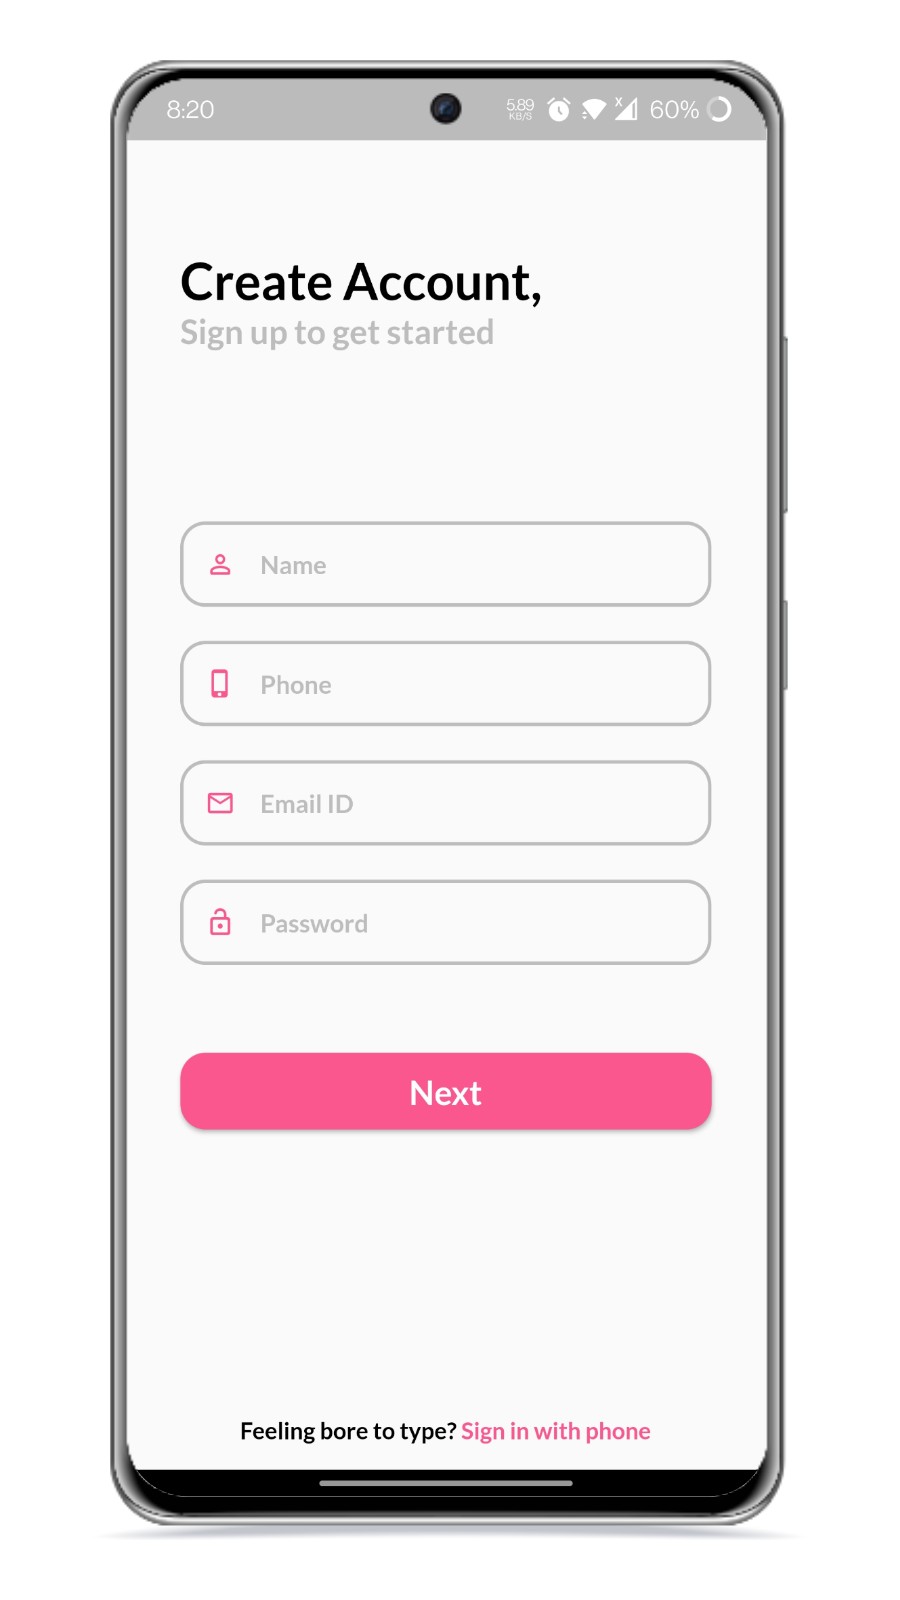 8:20 5.89 KB/S X 60%
Create Account,
Sign up to get started
Name
Phone
Email ID
Password
Next
Feeling bore to type? Sign in with phone